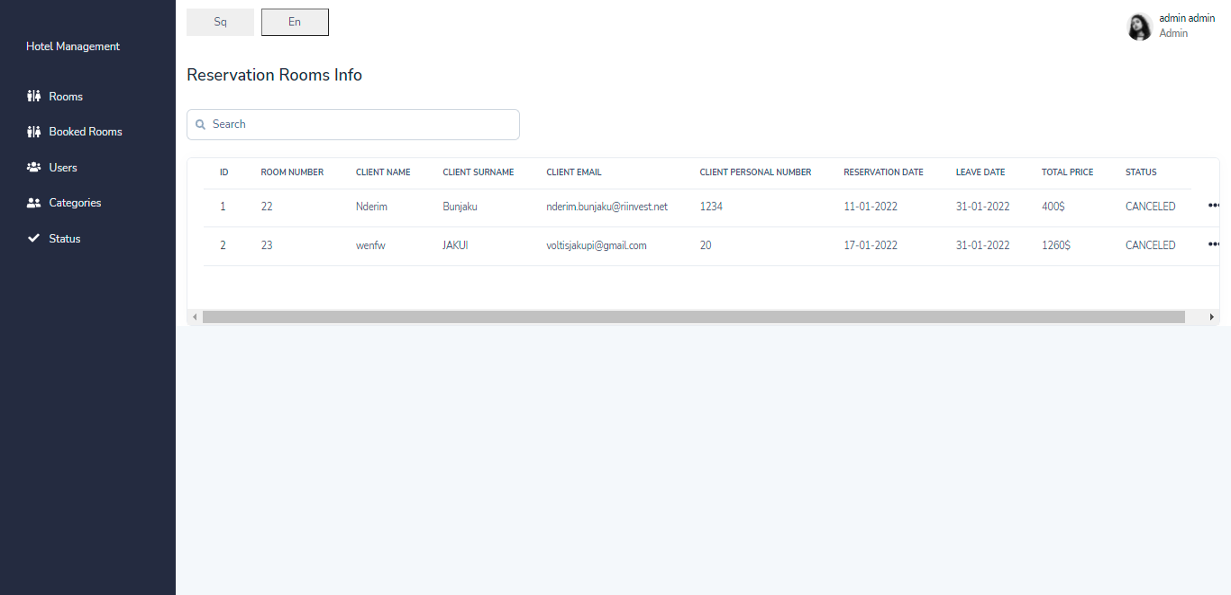 Sq En
admin admin
Admin
Hotel Management
Rooms
Booked Rooms
Users
Categories
Status
Reservation Rooms Info
Search
ID ROOM NUMBER CLIENT NAME CLIENT SURNAME CLIENT EMAIL CLIENT PERSONAL NUMBER RESERVATION DATE LEAVE DATE TOTAL PRICE STATUS
1 22 Nderim Bunjaku nderim.bunjaku@riinvest.net 1234 11-01-2022 31-01-2022 400$ CANCELED
2 23 wenfw JAKUI voltisjakupi@gmail.com 20 17-01-2022 31-01-2022 1260$ CANCELED